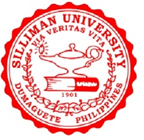 SILLIMAN UNIVERSITY
VIA VERITAS VITA
1901
DUMAGUETE PHILIPPINES